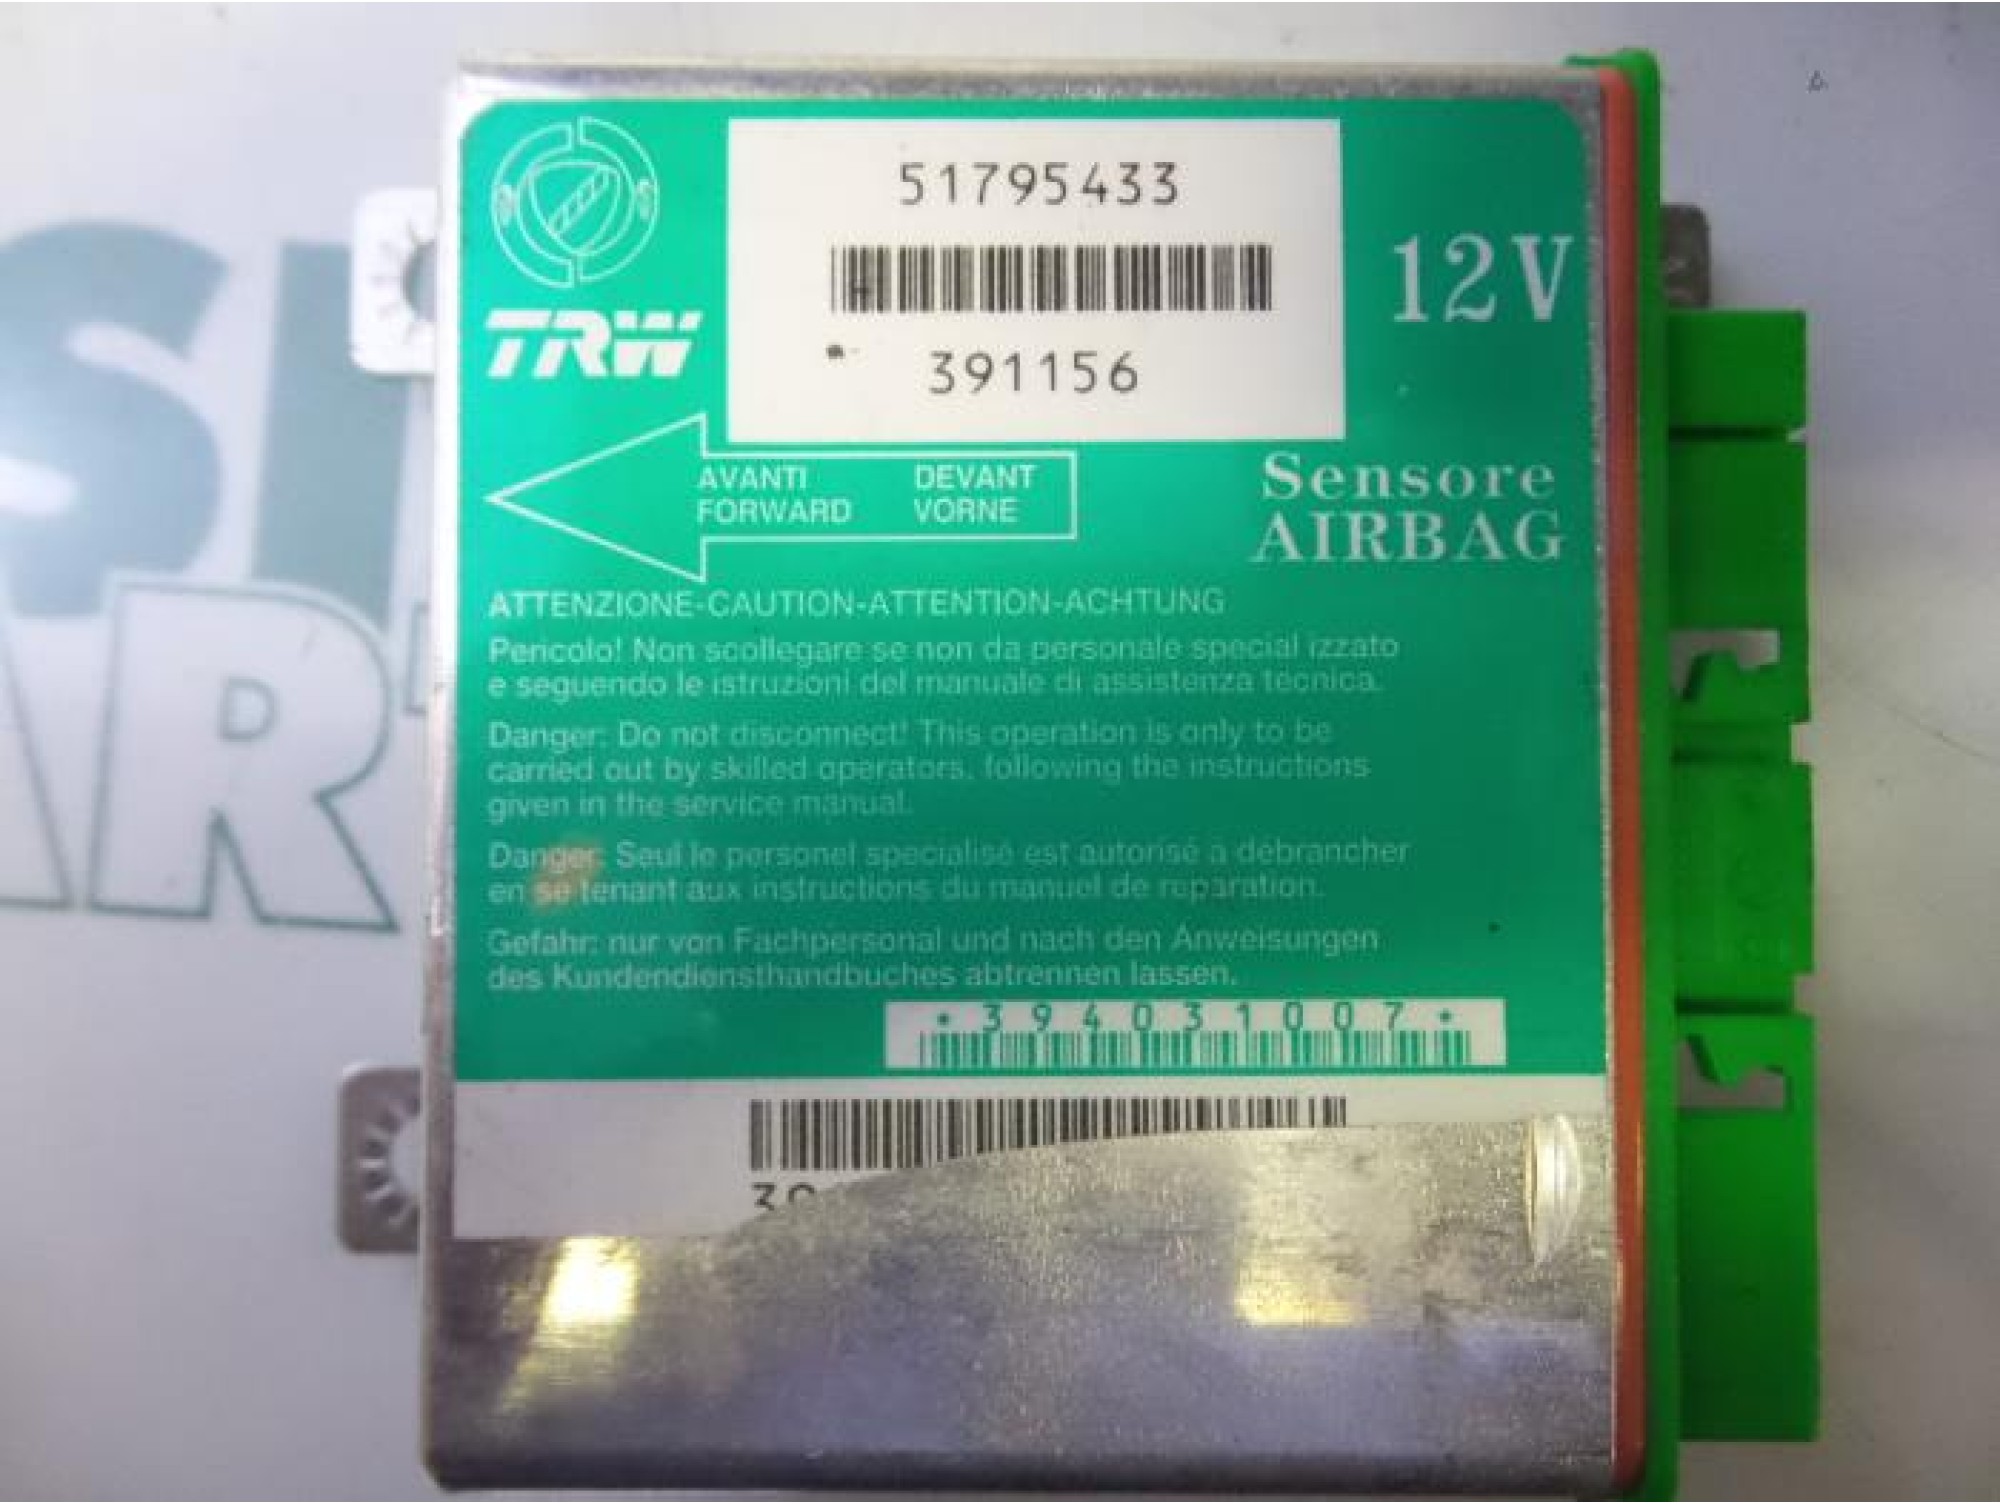 51795433
12V
TRW
391156
AVANTI DEVANT
FORWARD VORNE
Sensore
AIRBAG
ATTENZIONE-CAUTION-ATTENTION-ACHTUNG
Pericolo! Non scollegare se non da personale special izzato
e seguendo le istruzioni del manuale di assistenza tecnica.
Danger: Do not disconnect! This operation is only to be
carried out by skilled operators, following the instructions
given in the service manual.
Danger: Seul le personel specialisé est autorisé a débrancher
en se tenant aux instructions du manuel de reparation.
Gefahr: nur von Fachpersonal und nach den Anweisungen
des Kundendiensthandbuches abtrennen lassen.
*394031007*